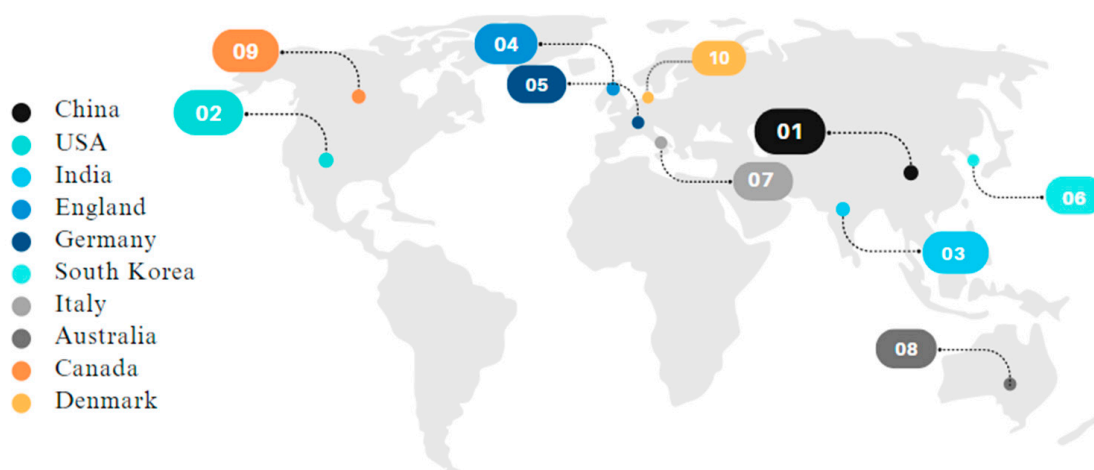 China
USA
India
England
Germany
South Korea
Italy
Australia
Canada
Denmark
09
02
04
05
10
01
07
06
03
08